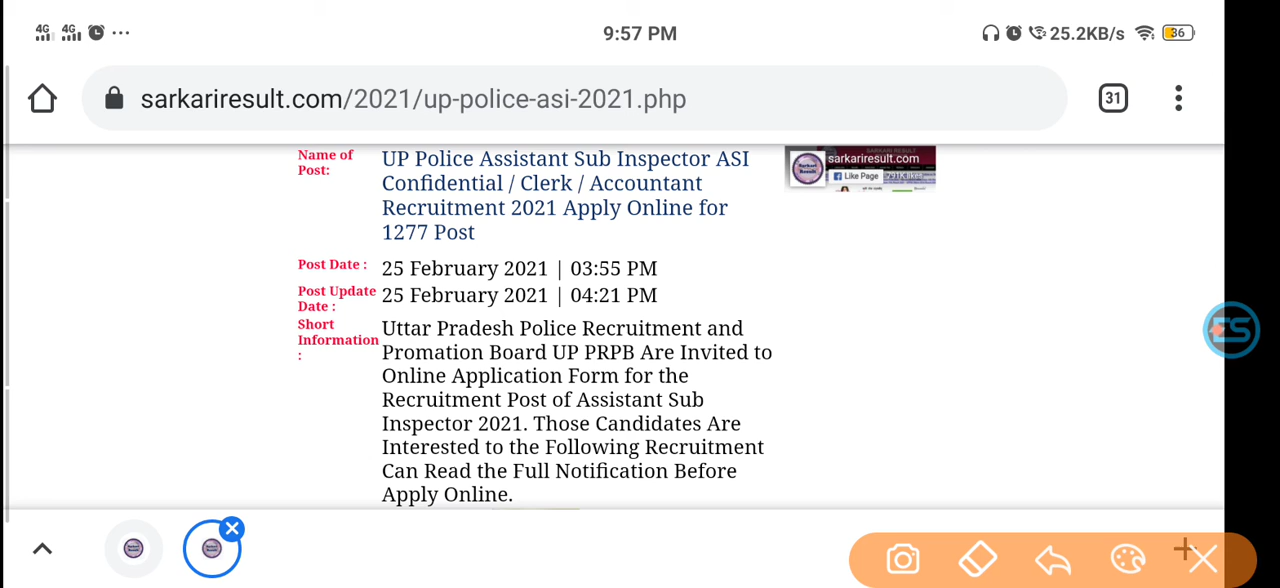 4G 4G ... 9:57 PM 25.2KB/s 36
sarkariresult.com/2021/up-police-asi-2021.php 31
Name of Post:
UP Police Assistant Sub Inspector ASI
Confidential / Clerk / Accountant
Recruitment 2021 Apply Online for
1277 Post
sarkariresult.com
Like Page
Post Date :
25 February 2021 | 03:55 PM
Post Update
Date :
25 February 2021 | 04:21 PM
Short
Information
:
Uttar Pradesh Police Recruitment and
Promation Board UP PRPB Are Invited to
Online Application Form for the
Recruitment Post of Assistant Sub
Inspector 2021. Those Candidates Are
Interested to the Following Recruitment
Can Read the Full Notification Before
Apply Online.